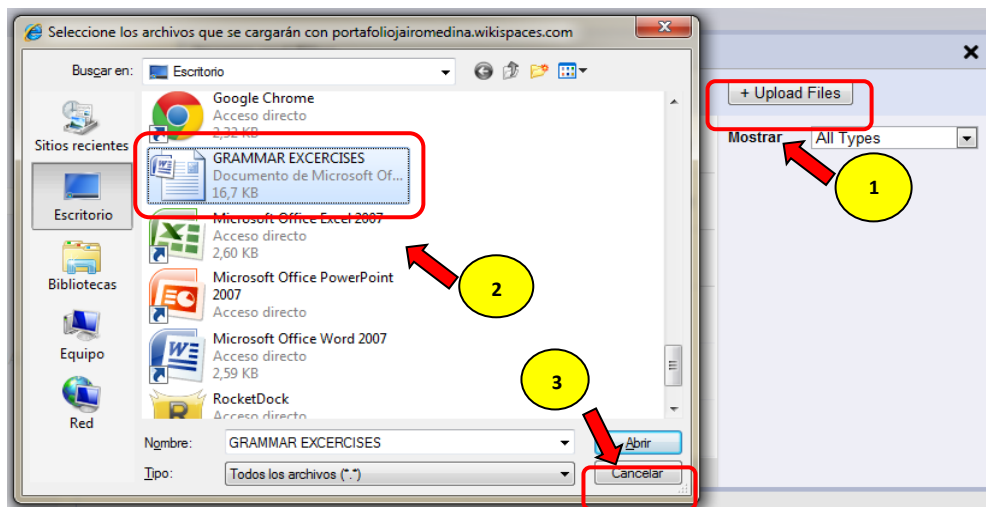 Seleccione los archivos que se cargarán con portafoliojairomedina.wikispaces.com
Buscar en:
Escritorio
Sitios recientes
Escritorio
Bibliotecas
Equipo
Red
Google Chrome
Acceso directo
2,32 KB
GRAMMAR EXCERCISES
Documento de Microsoft Of...
16,7 KB
Microsoft Office Excel 2007
Acceso directo
2,60 KB
Microsoft Office PowerPoint
2007
Acceso directo
Microsoft Office Word 2007
Acceso directo
2,59 KB
RocketDock
Acceso directo
Nombre:
GRAMMAR EXCERCISES
Abrir
Tipo:
Todos los archivos (*.*)
Cancelar
+ Upload Files
Mostrar
All Types
1
2
3